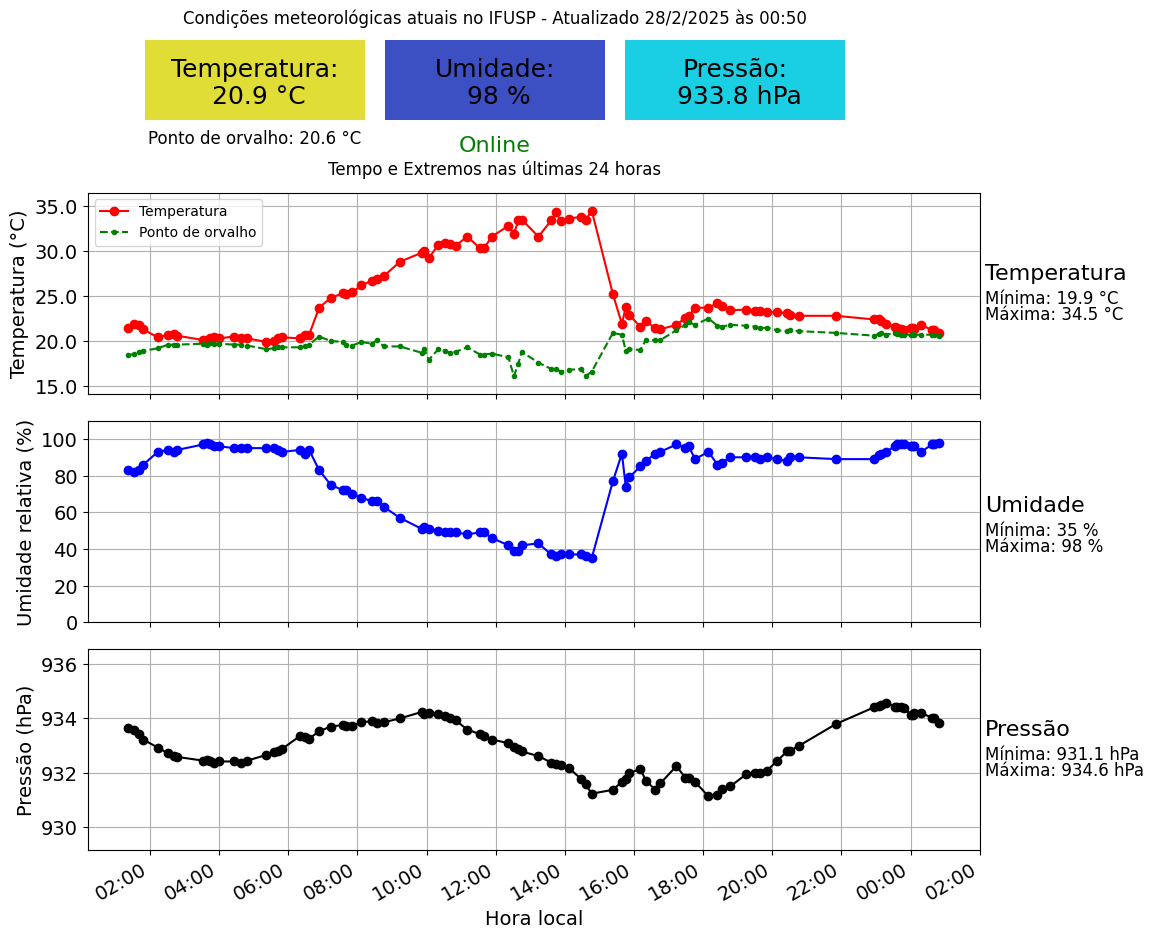 Condições meteorológicas atuais no IFUSP - Atualizado 28/2/2025 às 00:50
Temperatura:
20.9 °C
Umidade:
98 %
Pressão:
933.8 hPa
Ponto de orvalho: 20.6 °C
Online
Tempo e Extremos nas últimas 24 horas
Temperatura (°C)
35.0
30.0
25.0
20.0
15.0
Temperatura
Ponto de orvalho
Temperatura
Mínima: 19.9 °C
Máxima: 34.5 °C
Umidade relativa (%)
100
80
60
40
20
0
Umidade
Mínima: 35 %
Máxima: 98 %
Pressão (hPa)
936
934
932
930
Pressão
Mínima: 931.1 hPa
Máxima: 934.6 hPa
02:00 04:00 06:00 08:00 10:00 12:00 14:00 16:00 18:00 20:00 22:00 00:00 02:00
Hora local